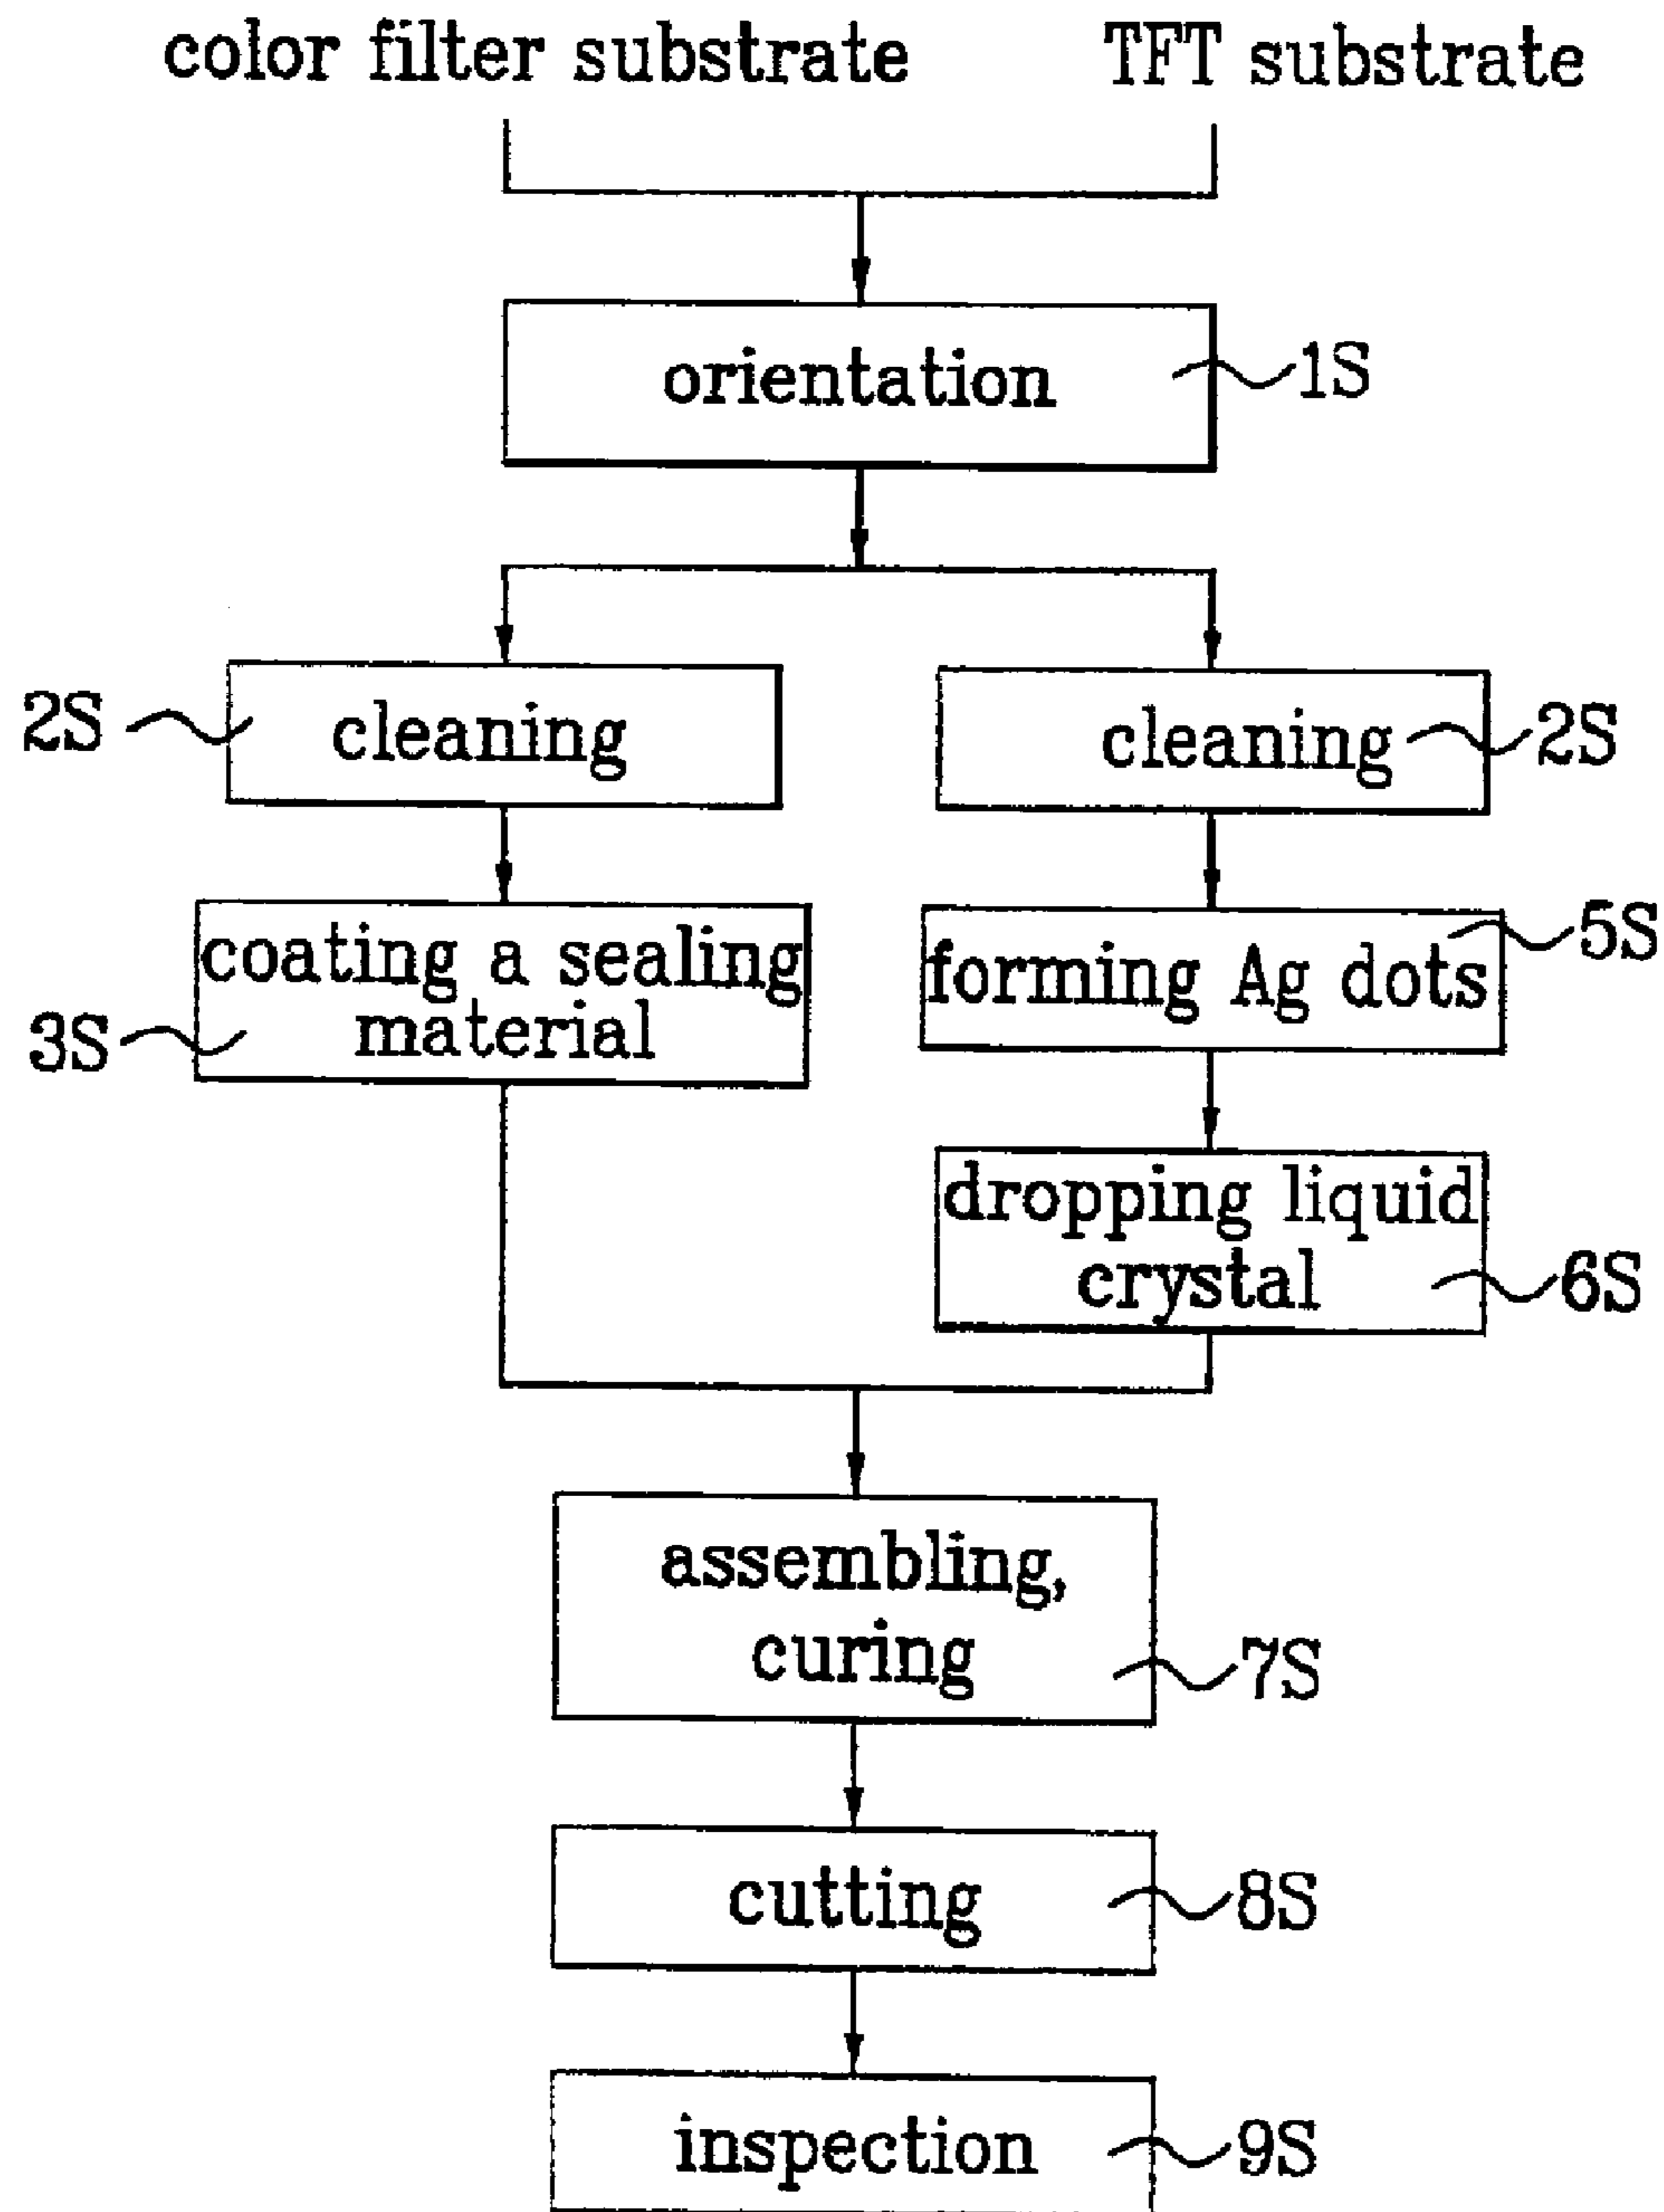 color filter substrate
TFT substrate
orientation
1S
2S
cleaning
cleaning
2S
coating a sealing
material
3S
forming Ag dots
5S
dropping liquid
crystal
6S
assembling,
curing
7S
cutting
8S
inspection
9S